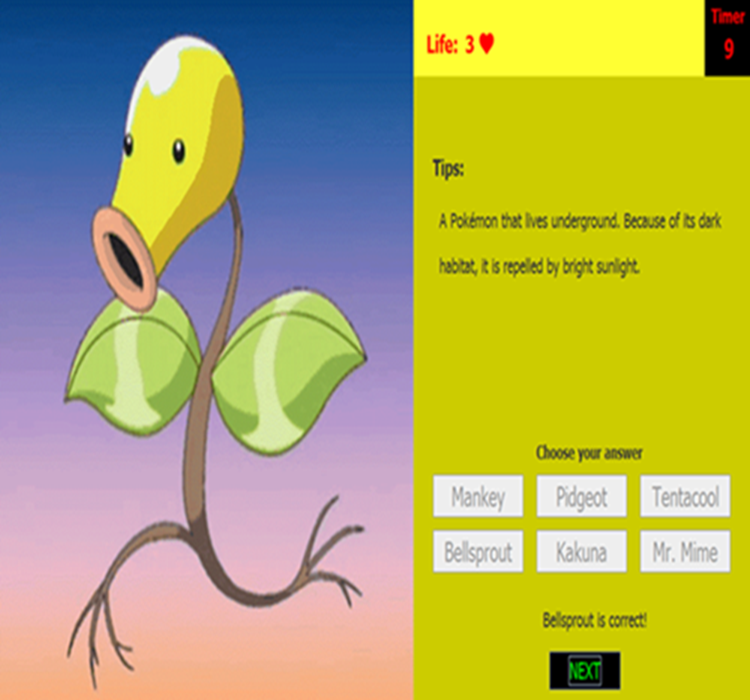 Life: 3 ♥
Timer
9
Tips:
A Pokémon that lives underground. Because of its dark
habitat, it is repelled by bright sunlight.
Choose your answer
Mankey Pidgeot Tentacool
Bellsprout Kakuna Mr. Mime
Bellsprout is correct!
NEXT